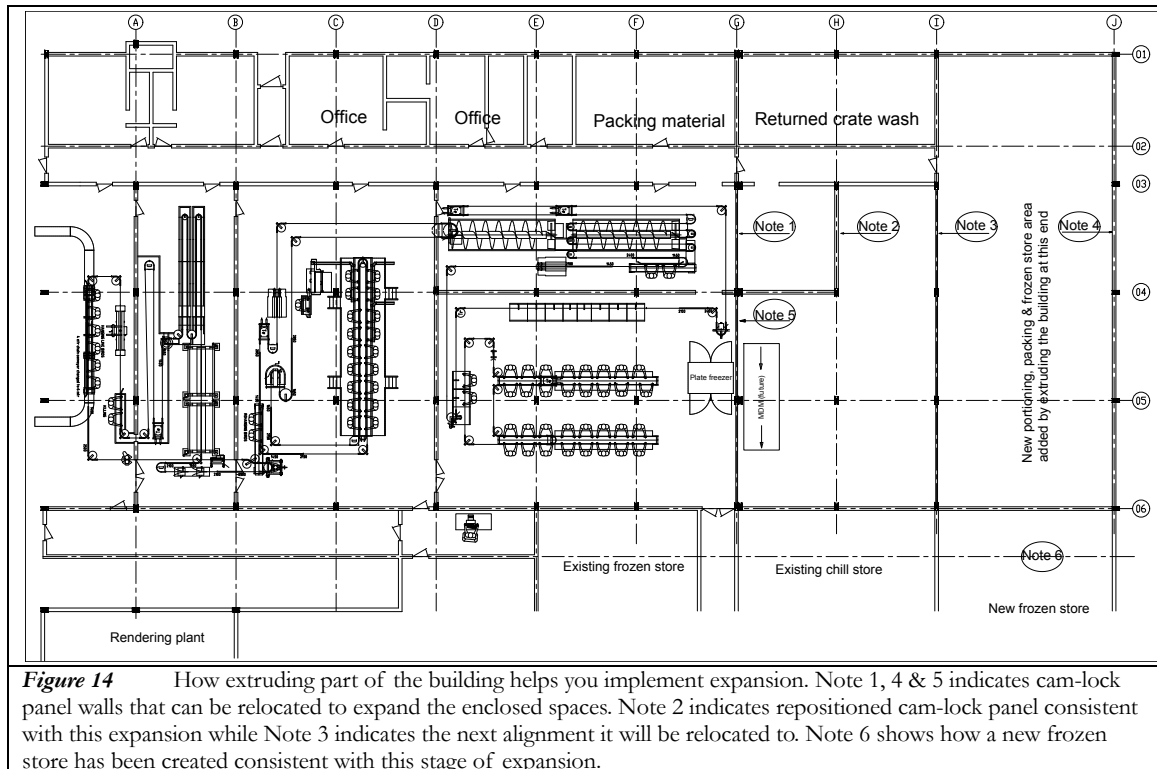 A B C D E F G H I J
01
Office
Office
Packing material
Returned crate wash
02
03
Note 1
Note 2
Note 3
Note 4
04
Note 5
Plate freezer
MDM (future)
New portioning, packing & frozen store area
added by extruding the building at this end
05
06
Existing frozen store
Existing chill store
Note 6
New frozen store
Rendering plant
Figure 14 How extruding part of the building helps you implement expansion. Note 1, 4 & 5 indicates cam-lock
panel walls that can be relocated to expand the enclosed spaces. Note 2 indicates repositioned cam-lock panel consistent
with this expansion while Note 3 indicates the next alignment it will be relocated to. Note 6 shows how a new frozen
store has been created consistent with this stage of expansion.